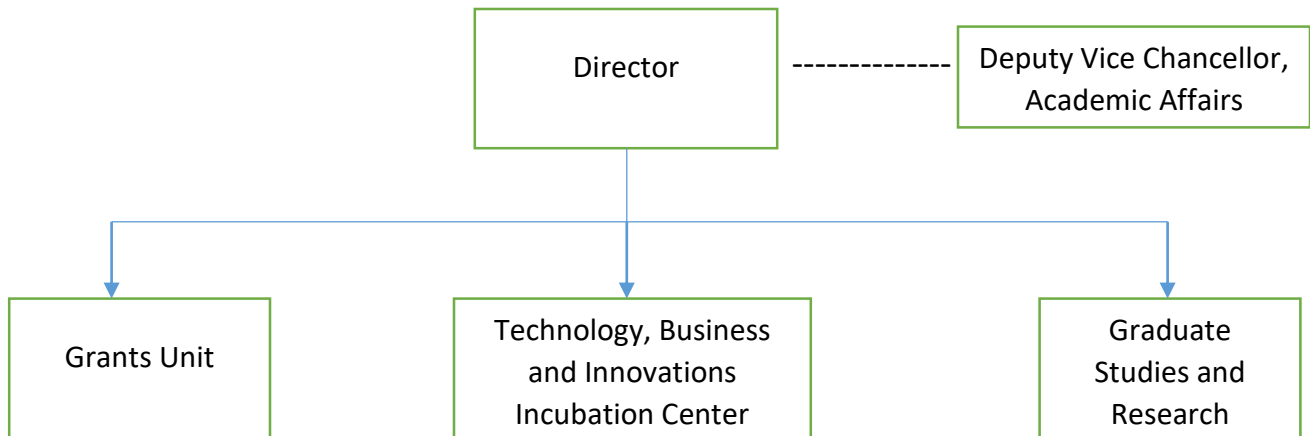 Director
Deputy Vice Chancellor,
Academic Affairs
Grants Unit
Technology, Business
and Innovations
Incubation Center
Graduate
Studies and
Research